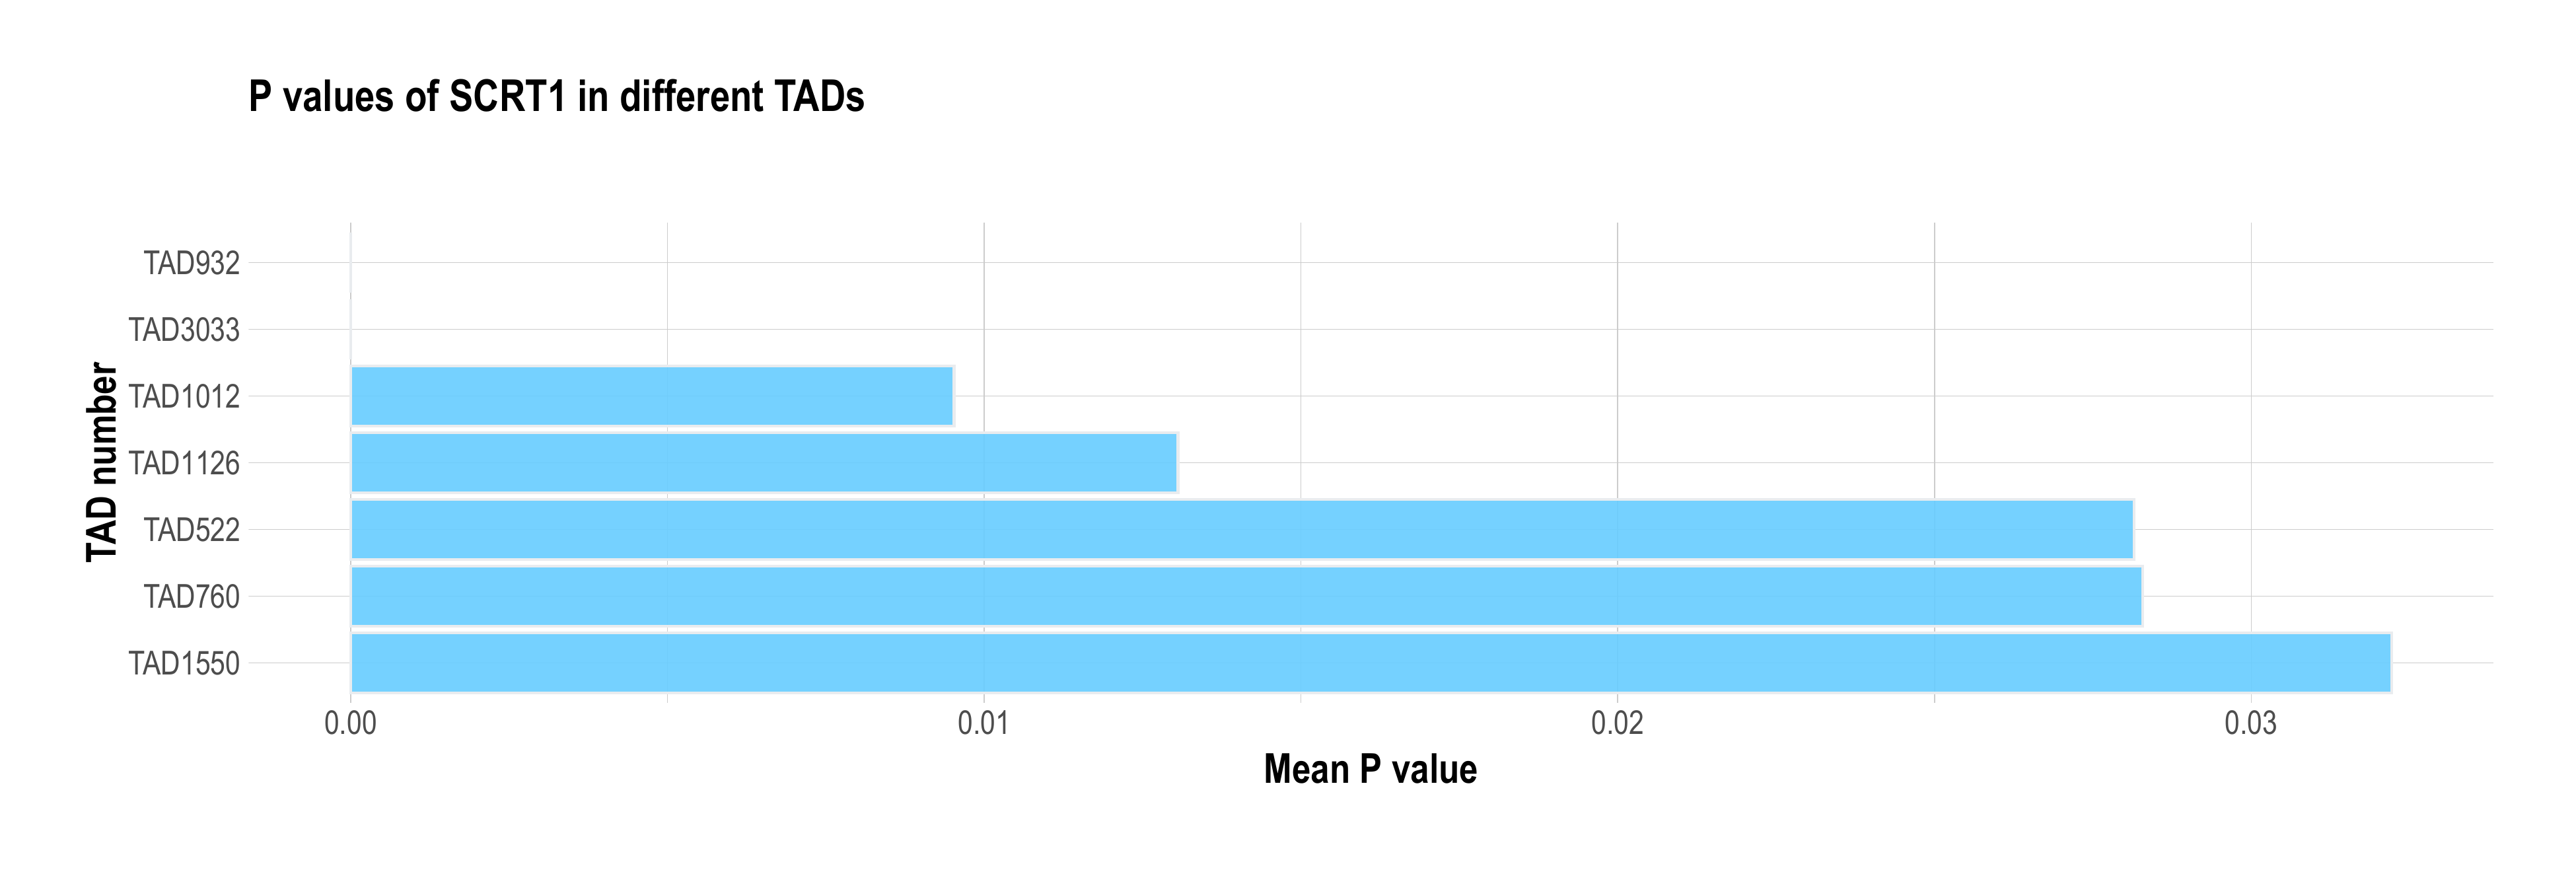 P values of SCRT1 in different TADs
TAD number
TAD932
TAD3033
TAD1012
TAD1126
TAD522
TAD760
TAD1550
0.00
0.01
0.02
0.03
Mean P value